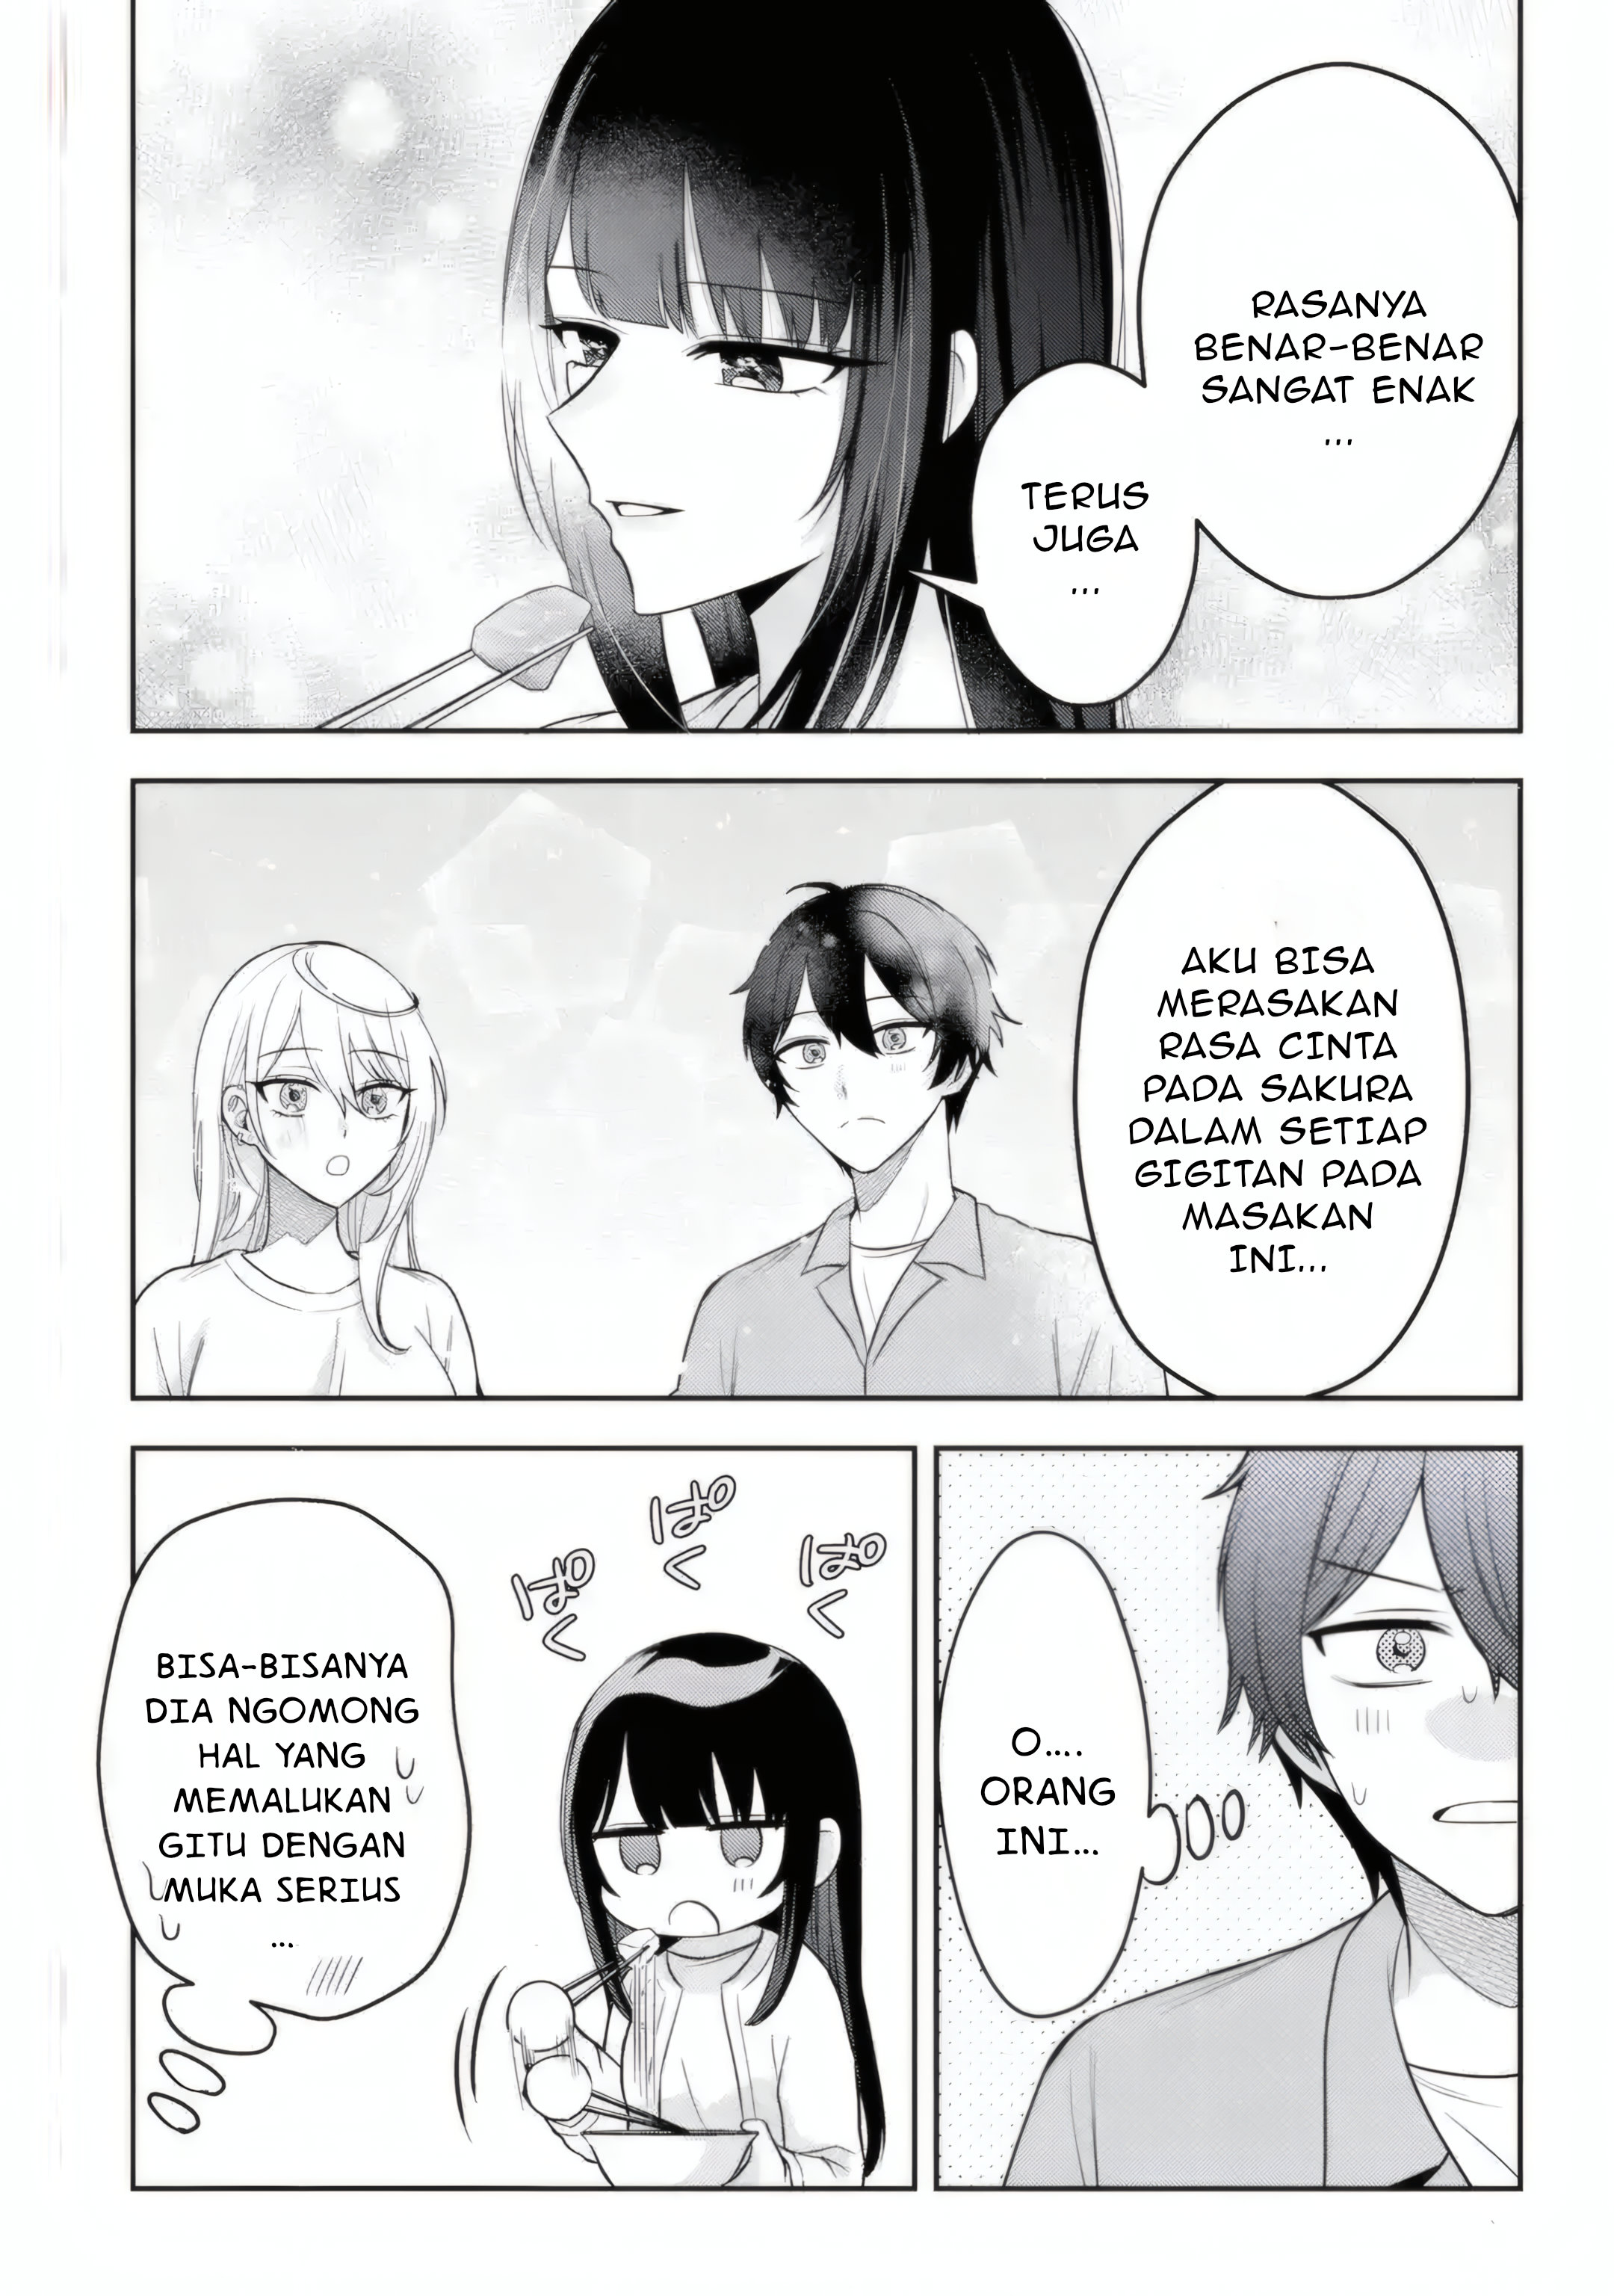 RASANYA
BENAR-BENAR
SANGAT ENAK
...
TERUS
JUGA
...
AKU BISA
MERASAKAN
RASA CINTA
PADA SAKURA
DALAM SETIAP
GIGITAN PADA
MASAKAN
INI...
O....
ORANG
INI...
ぱく
ぱく
ぱく
BISA-BISANYA
DIA NGOMONG
HAL YANG
MEMALUKAN
GITU DENGAN
MUKA SERIUS
...